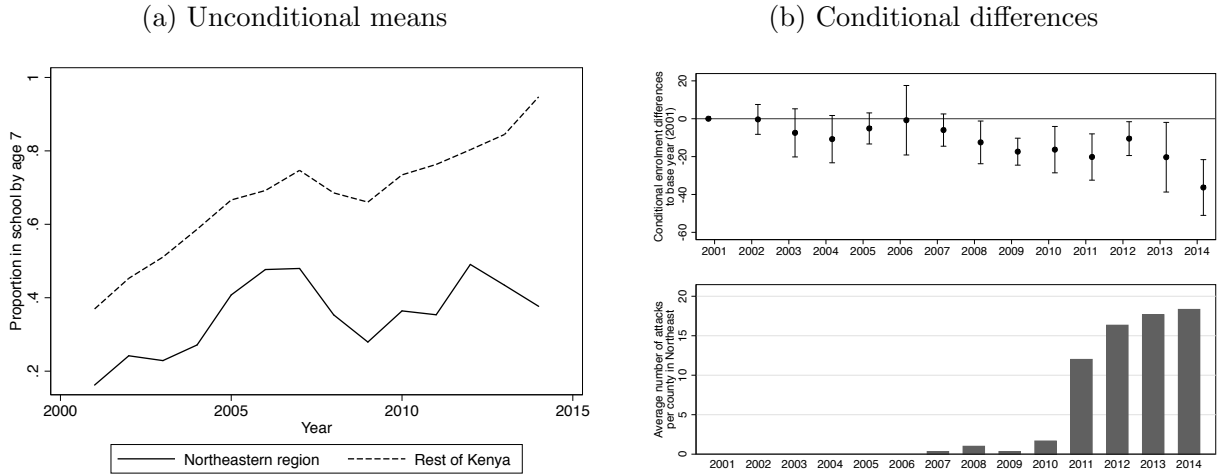 (a) Unconditional means
Proportion in school by age 7
1
.8
.6
.4
.2
2000 2005 2010 2015
Year
Northeastern region Rest of Kenya
(b) Conditional differences
Conditional enrolment differences
to base year (2001)
20
0
-20
-40
-60
2001 2002 2003 2004 2005 2006 2007 2008 2009 2010 2011 2012 2013 2014
Average number of attacks
per county in Northeast
20
15
10
5
0
2001 2002 2003 2004 2005 2006 2007 2008 2009 2010 2011 2012 2013 2014